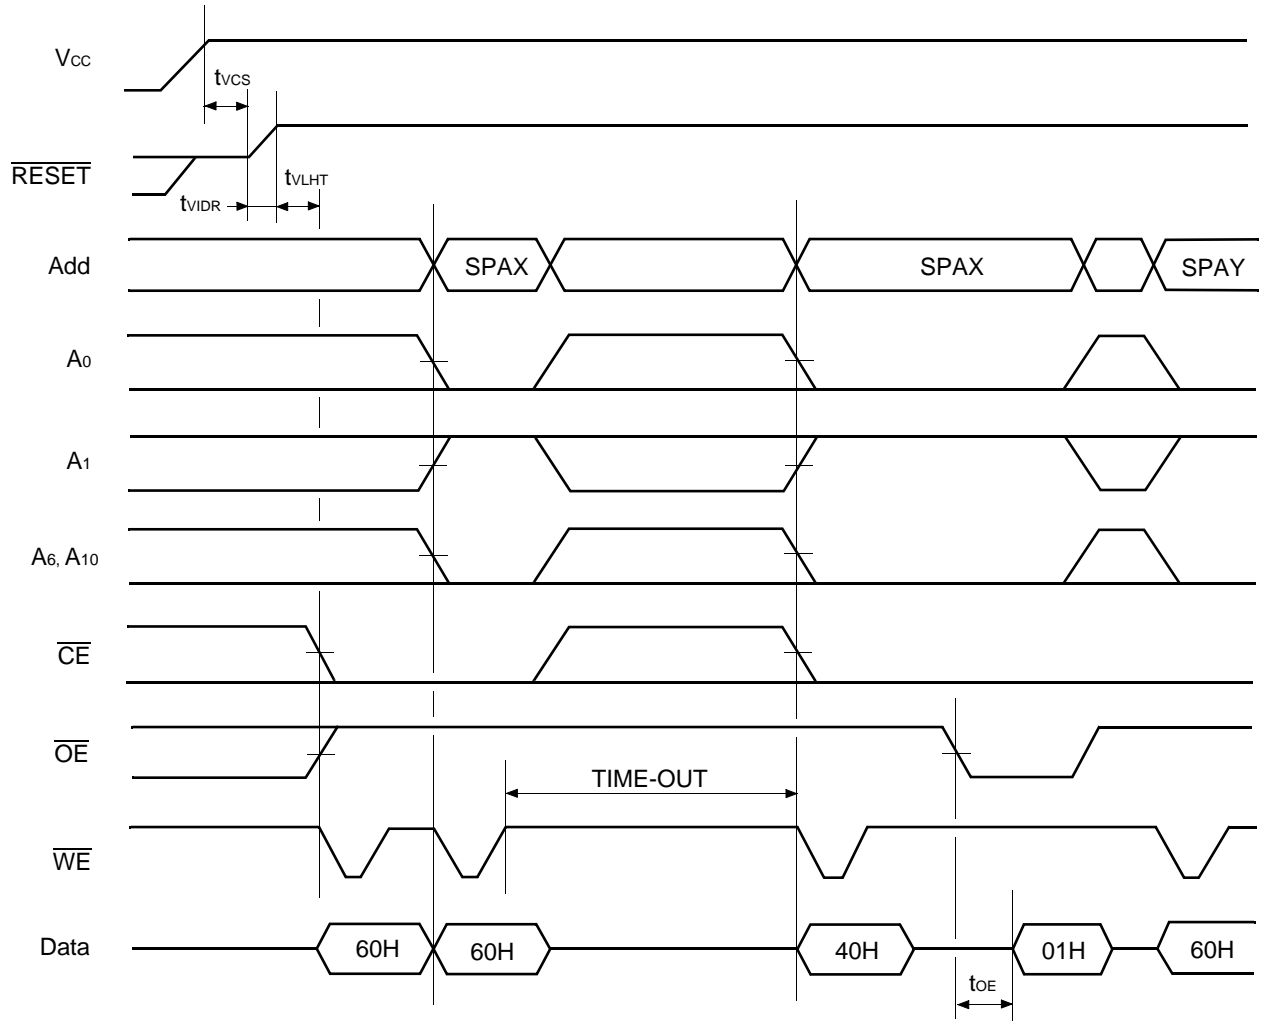 VCC
tVCS
RESET
tVLHT
tVIDR
Add
SPAX
SPAX
SPAY
A0
A1
A6, A10
CE
OE
TIME-OUT
WE
Data
60H
60H
40H
01H
60H
tOE